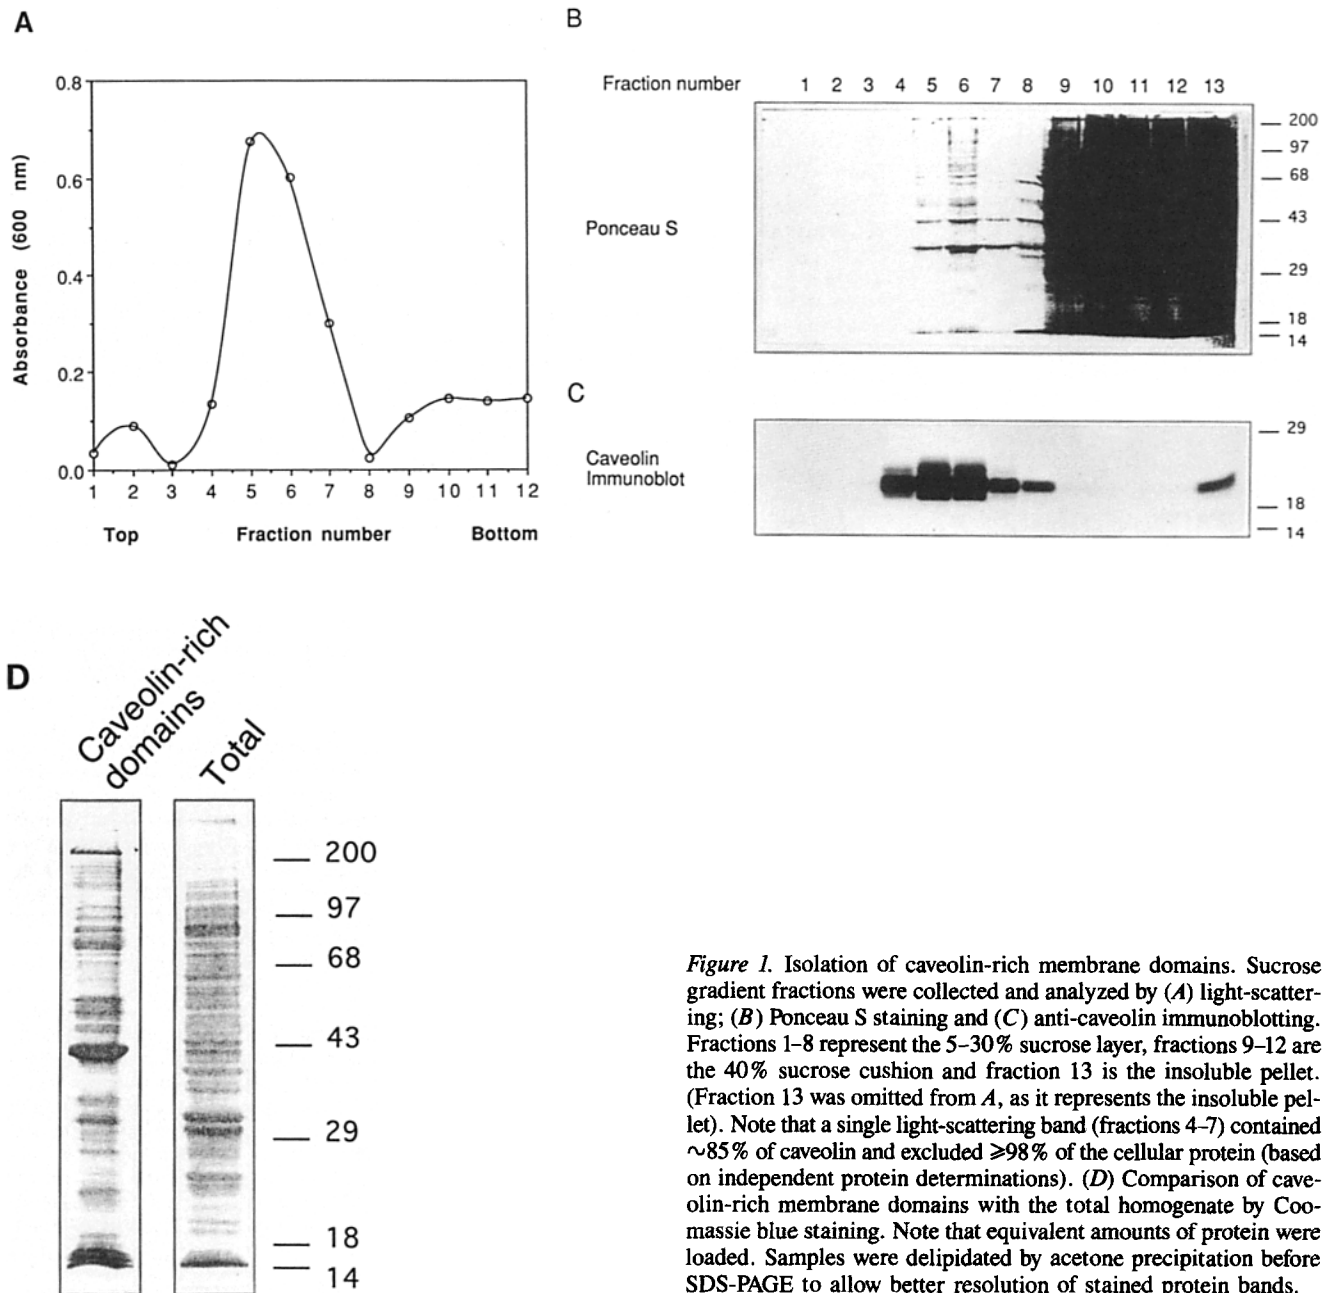 A
0.8
0.6
0.4
0.2
0.0
Absorbance (600 nm)
1 2 3 4 5 6 7 8 9 10 11 12
Top Fraction number Bottom
B
Fraction number 1 2 3 4 5 6 7 8 9 10 11 12 13
Ponceau S
200
97
68
43
29
18
14
C
Caveolin
Immunoblot
29
18
14
D
Caveolin-rich
domains
Total
200
97
68
43
29
18
14
Figure 1. Isolation of caveolin-rich membrane domains. Sucrose
gradient fractions were collected and analyzed by (A) light-scatter-
ing; (B) Ponceau S staining and (C) anti-caveolin immunoblotting.
Fractions 1–8 represent the 5–30% sucrose layer, fractions 9–12 are
the 40% sucrose cushion and fraction 13 is the insoluble pellet.
(Fraction 13 was omitted from A, as it represents the insoluble pel-
let). Note that a single light-scattering band (fractions 4–7) contained
~85% of caveolin and excluded ≥98% of the cellular protein (based
on independent protein determinations). (D) Comparison of cave-
olin-rich membrane domains with the total homogenate by Coo-
massie blue staining. Note that equivalent amounts of protein were
loaded. Samples were delipidated by acetone precipitation before
SDS-PAGE to allow better resolution of stained protein bands.